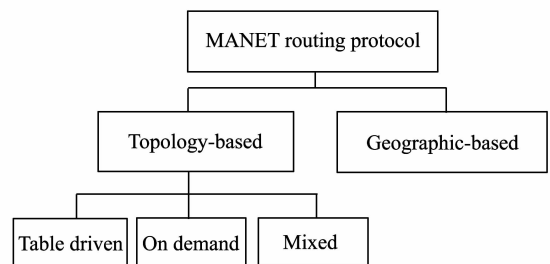 MANET routing protocol
Topology-based
Geographic-based
Table driven
On demand
Mixed